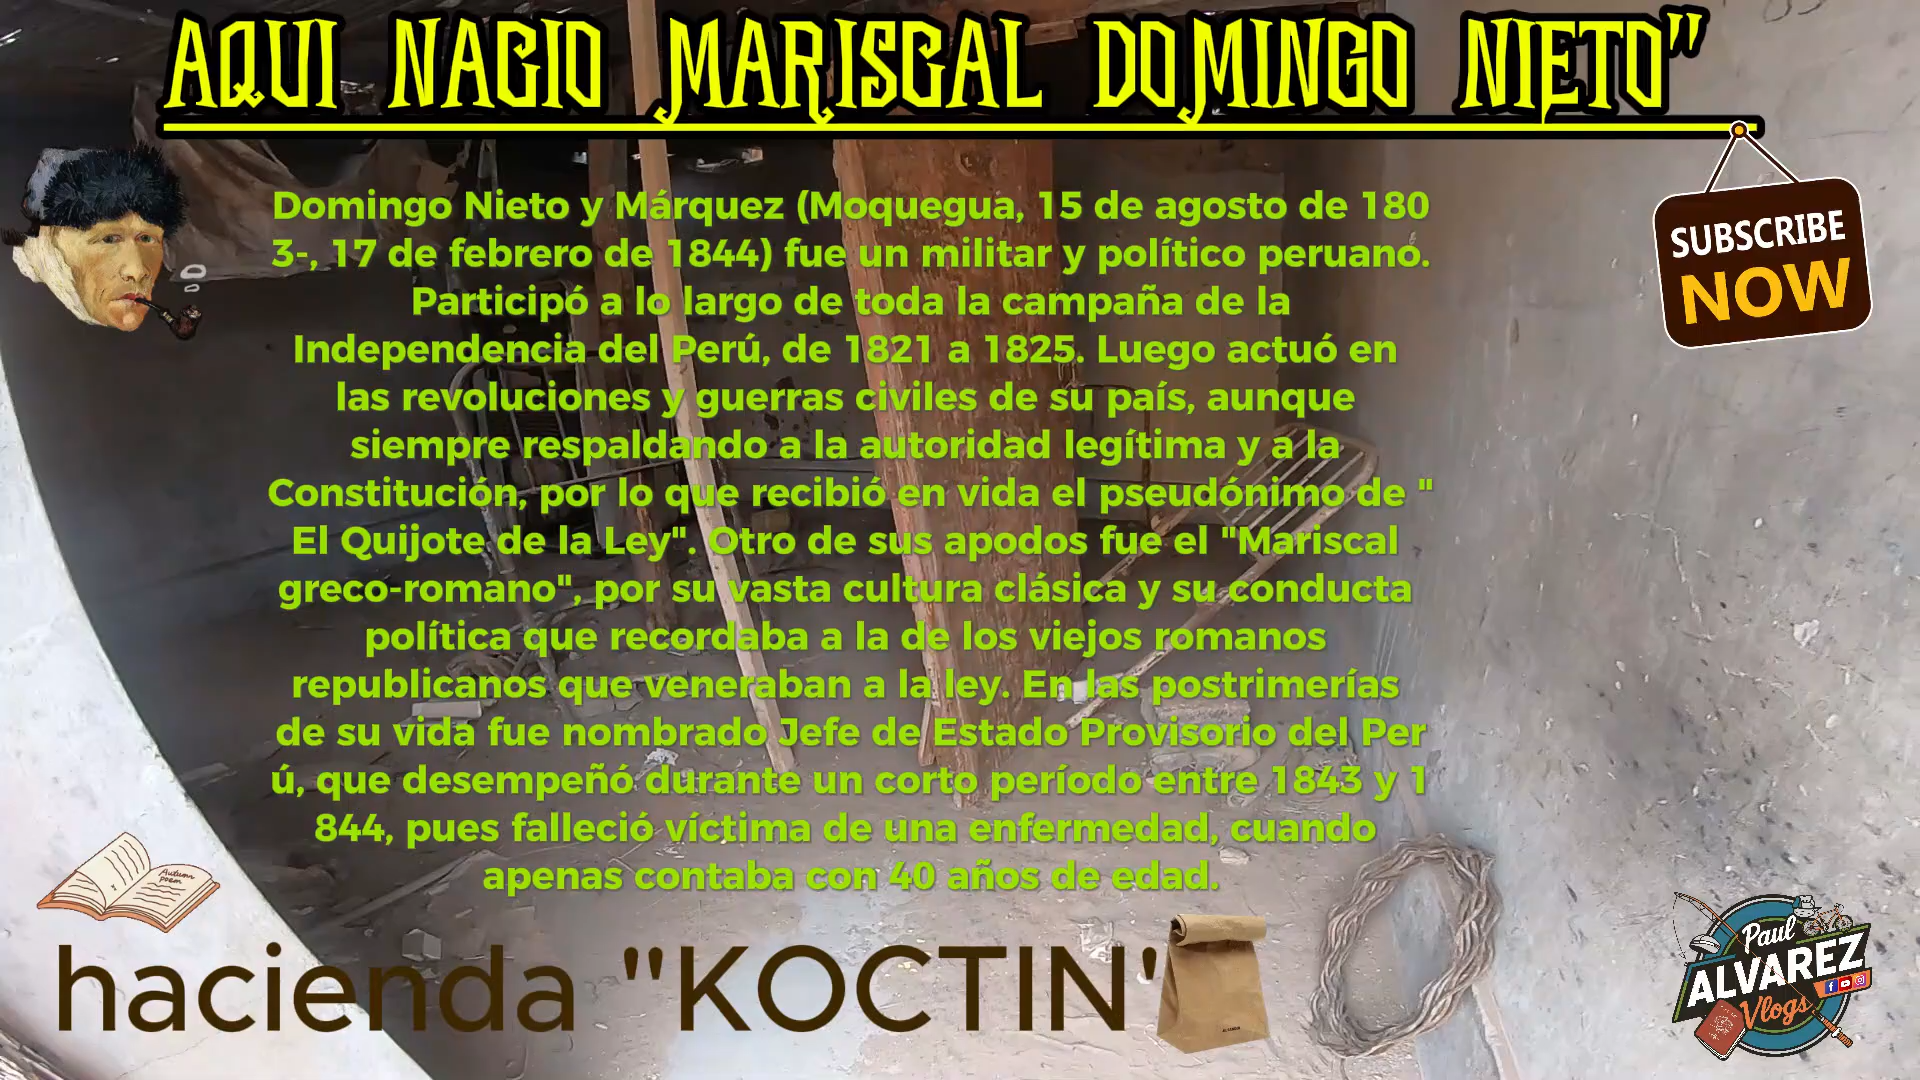 AQUI NACIO MARISCAL DOMINGO NIETO"
SUBSCRIBE
NOW
Domingo Nieto y Márquez (Moquegua, 15 de agosto de 180
3-, 17 de febrero de 1844) fue un militar y político peruano.
Participó a lo largo de toda la campaña de la
Independencia del Perú, de 1821 a 1825. Luego actuó en
las revoluciones y guerras civiles de su país, aunque
siempre respaldando a la autoridad legítima y a la
Constitución, por lo que recibió en vida el pseudónimo de "
El Quijote de la Ley". Otro de sus apodos fue el "Mariscal
greco-romano", por su vasta cultura clásica y su conducta
política que recordaba a la de los viejos romanos
republicanos que veneraban a la ley. En las postrimerías
de su vida fue nombrado Jefe de Estado Provisorio del Per
ú, que desempeñó durante un corto período entre 1843 y 1
844, pues falleció víctima de una enfermedad, cuando
apenas contaba con 40 años de edad.
Autumn
poem
hacienda "KOCTIN'
Paul
ALVAREZ
Vlogs